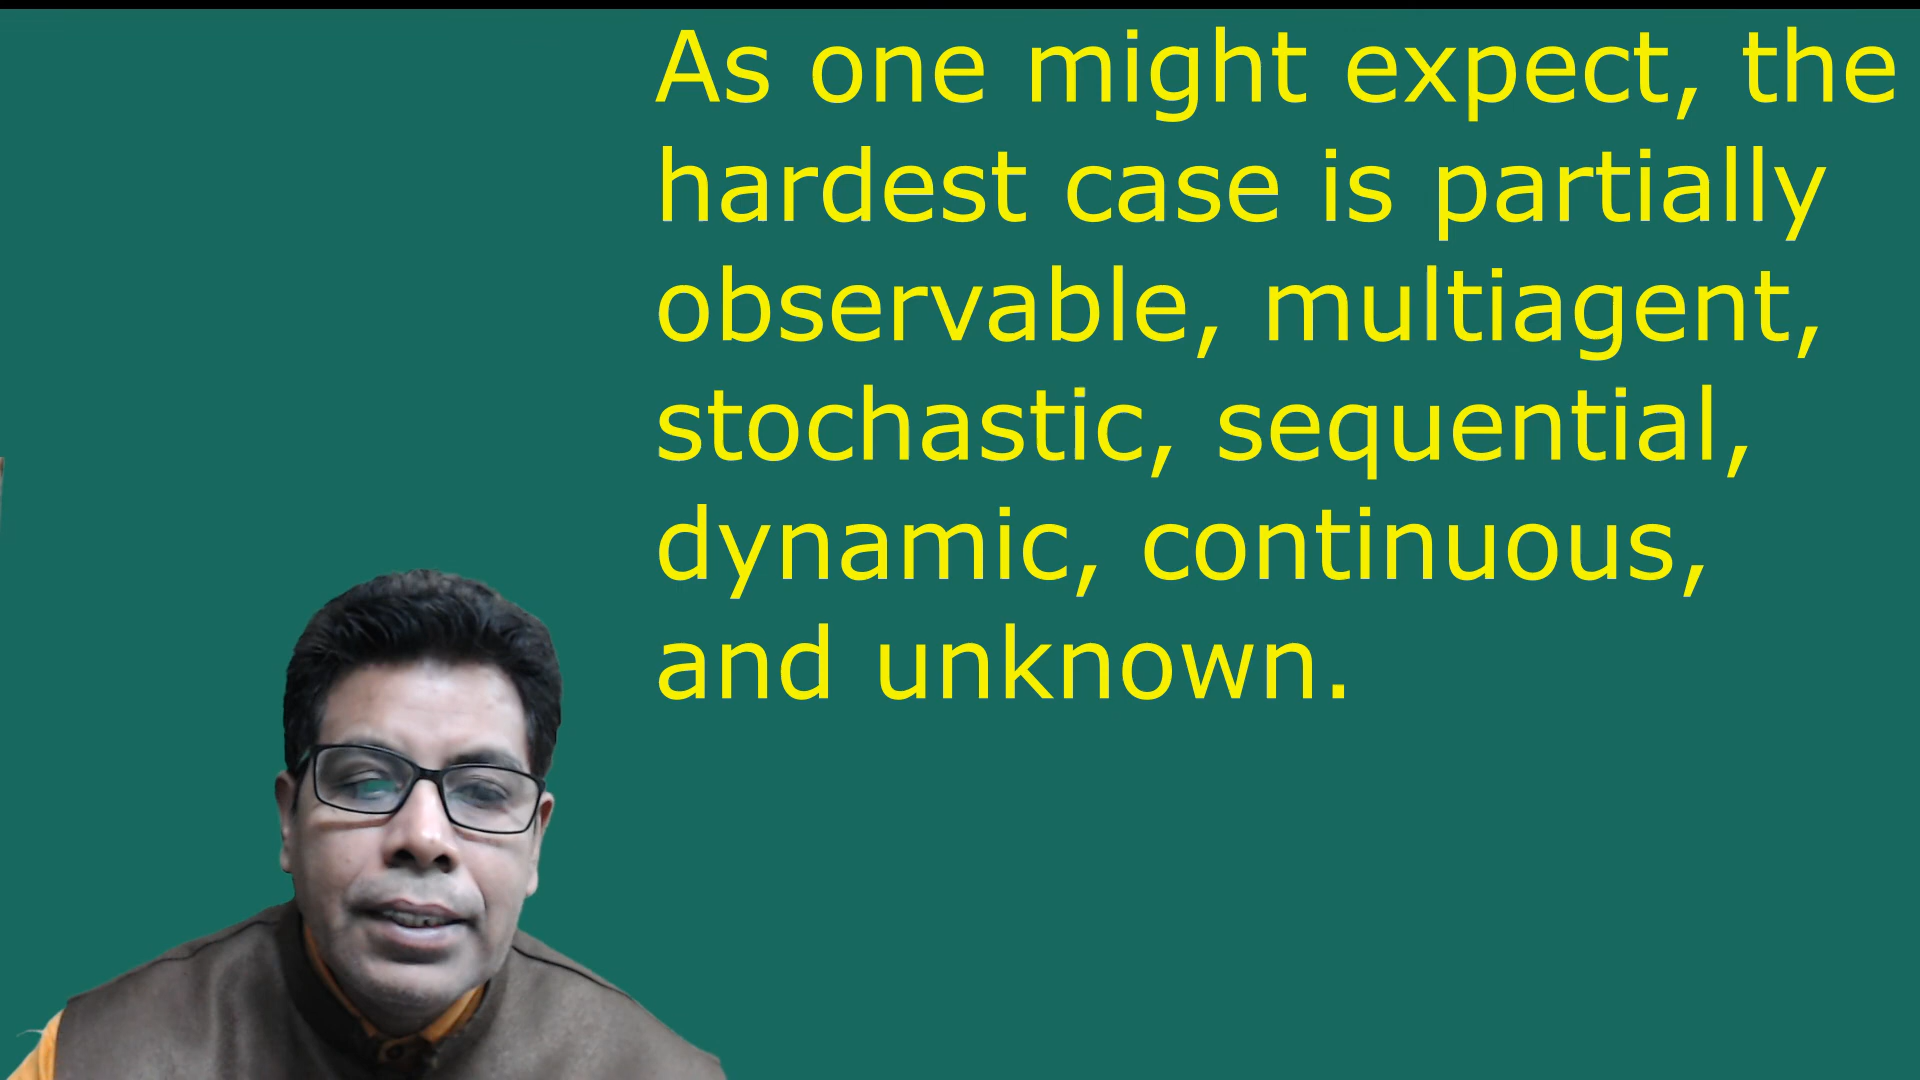 As one might expect, the
hardest case is partially
observable, multiagent,
stochastic, sequential,
dynamic, continuous,
and unknown.